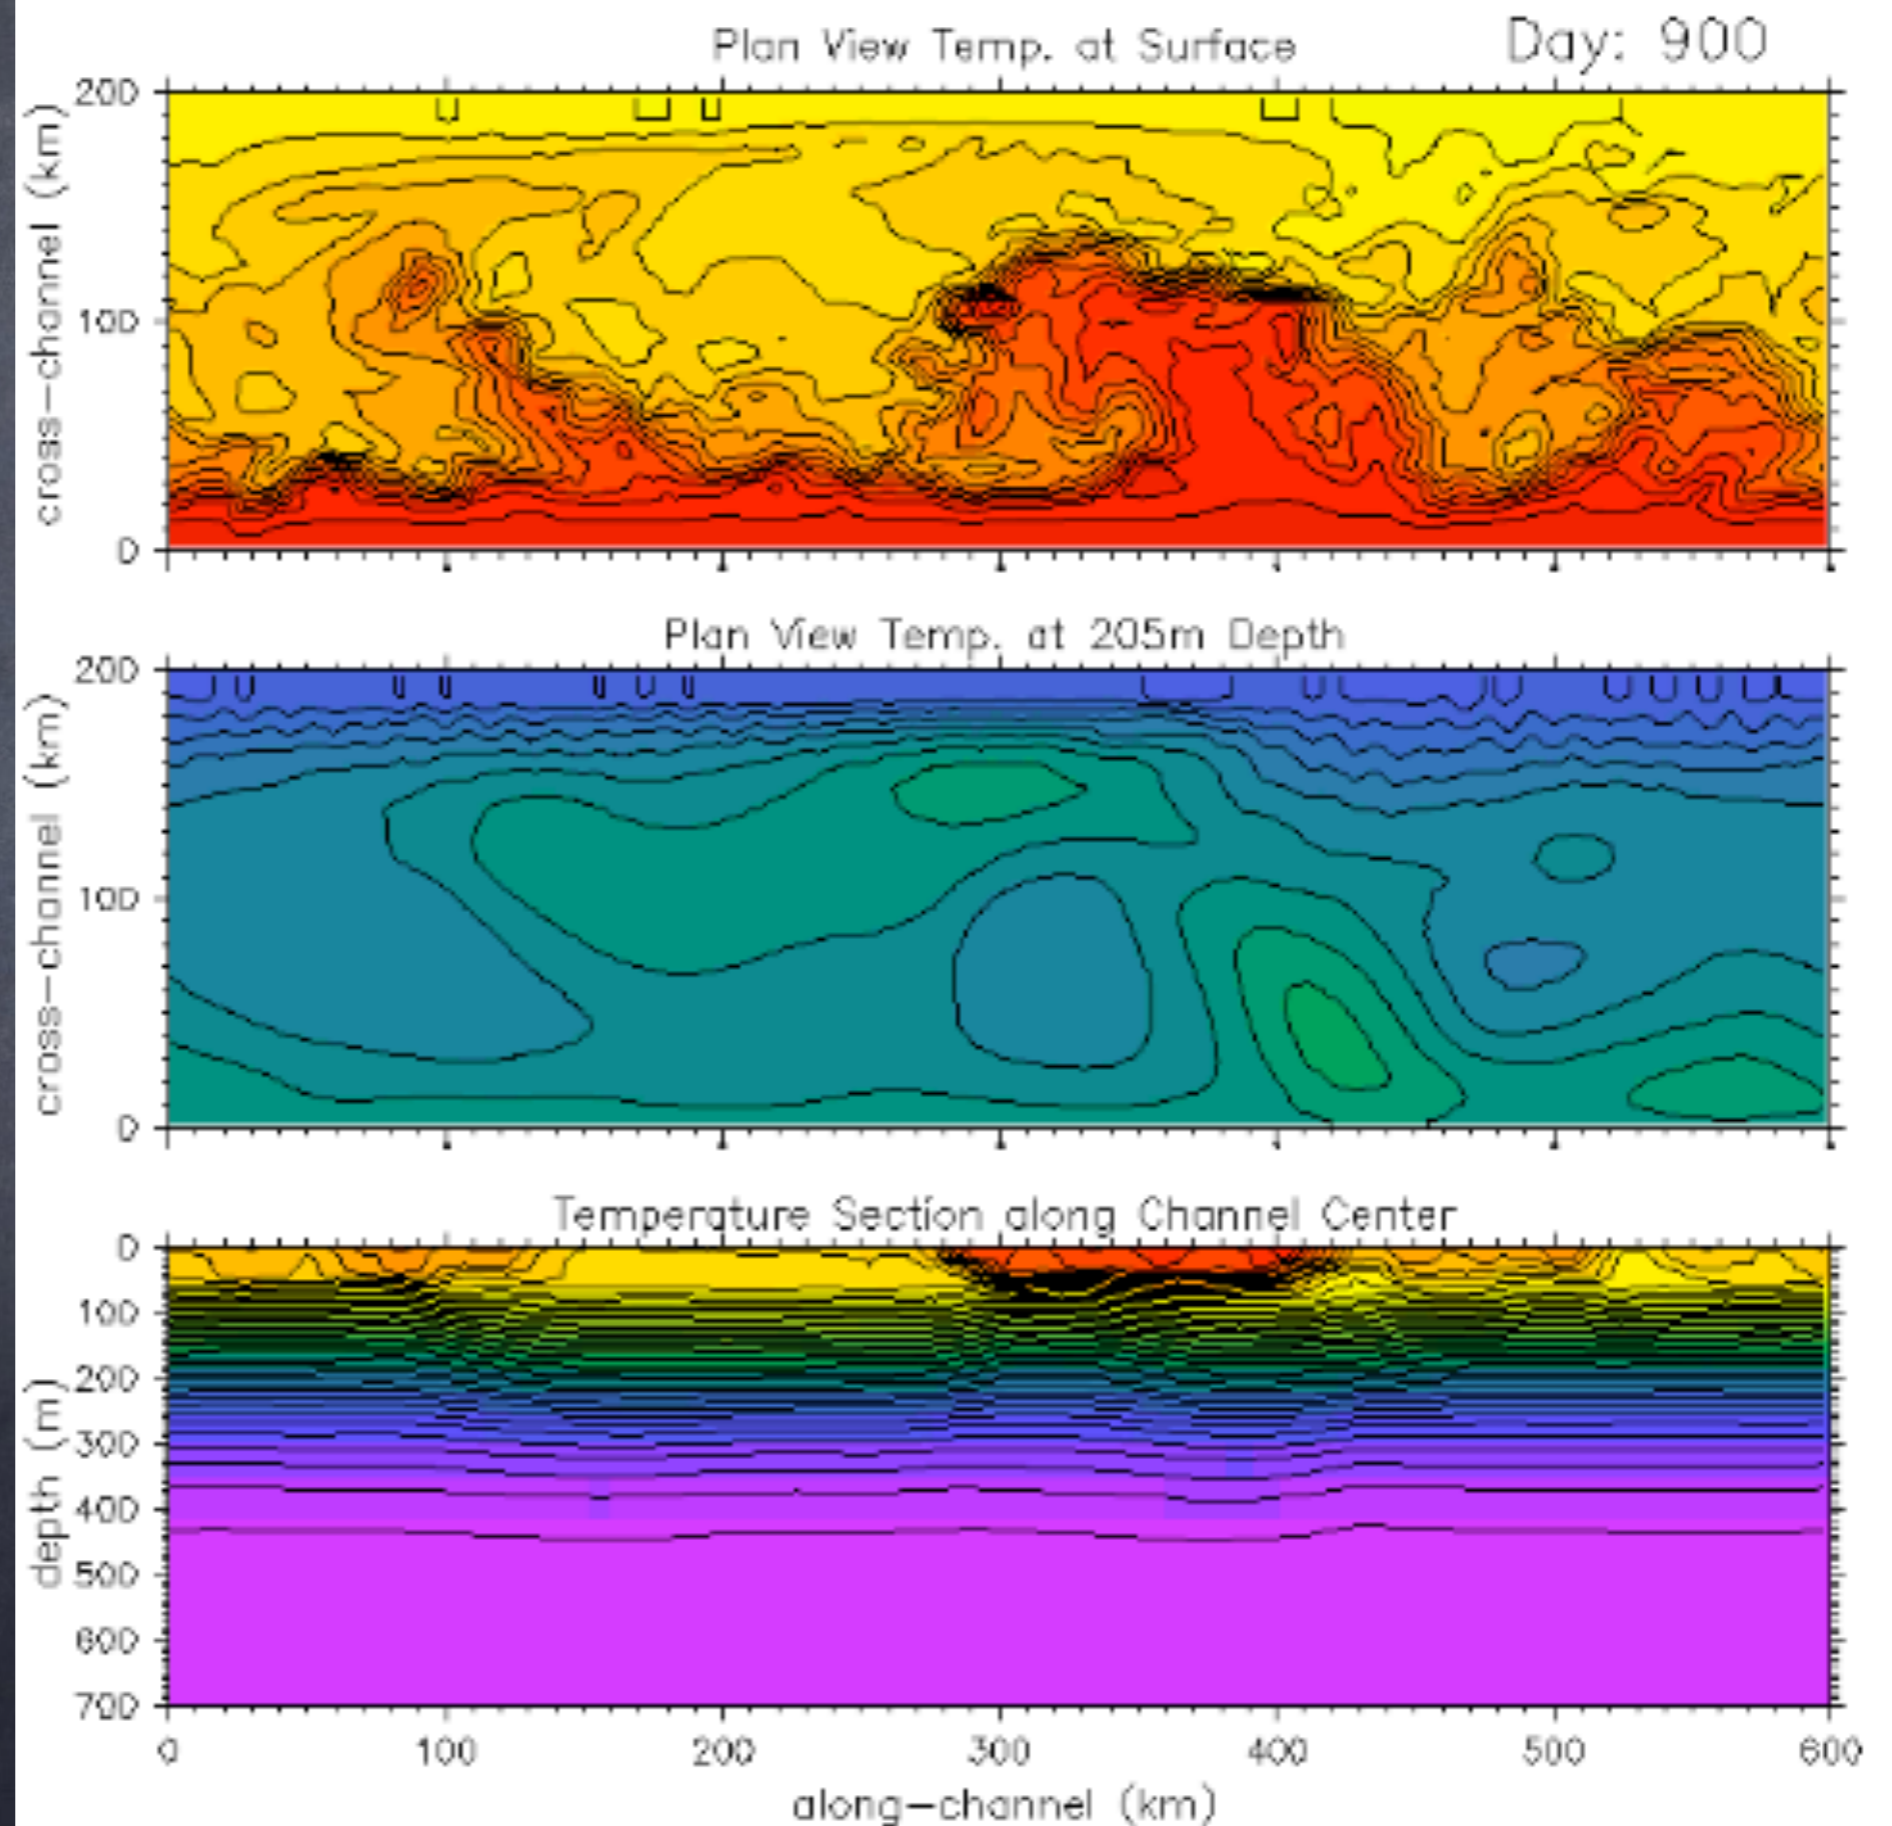 Plan View Temp. at Surface
Day: 900
cross-channel (km)
200
100
0
Plan View Temp. at 205m Depth
cross-channel (km)
200
100
0
Temperature Section along Channel Center
depth (m)
0
100
200
300
400
500
600
700
0 100 200 300 400 500 600
along-channel (km)